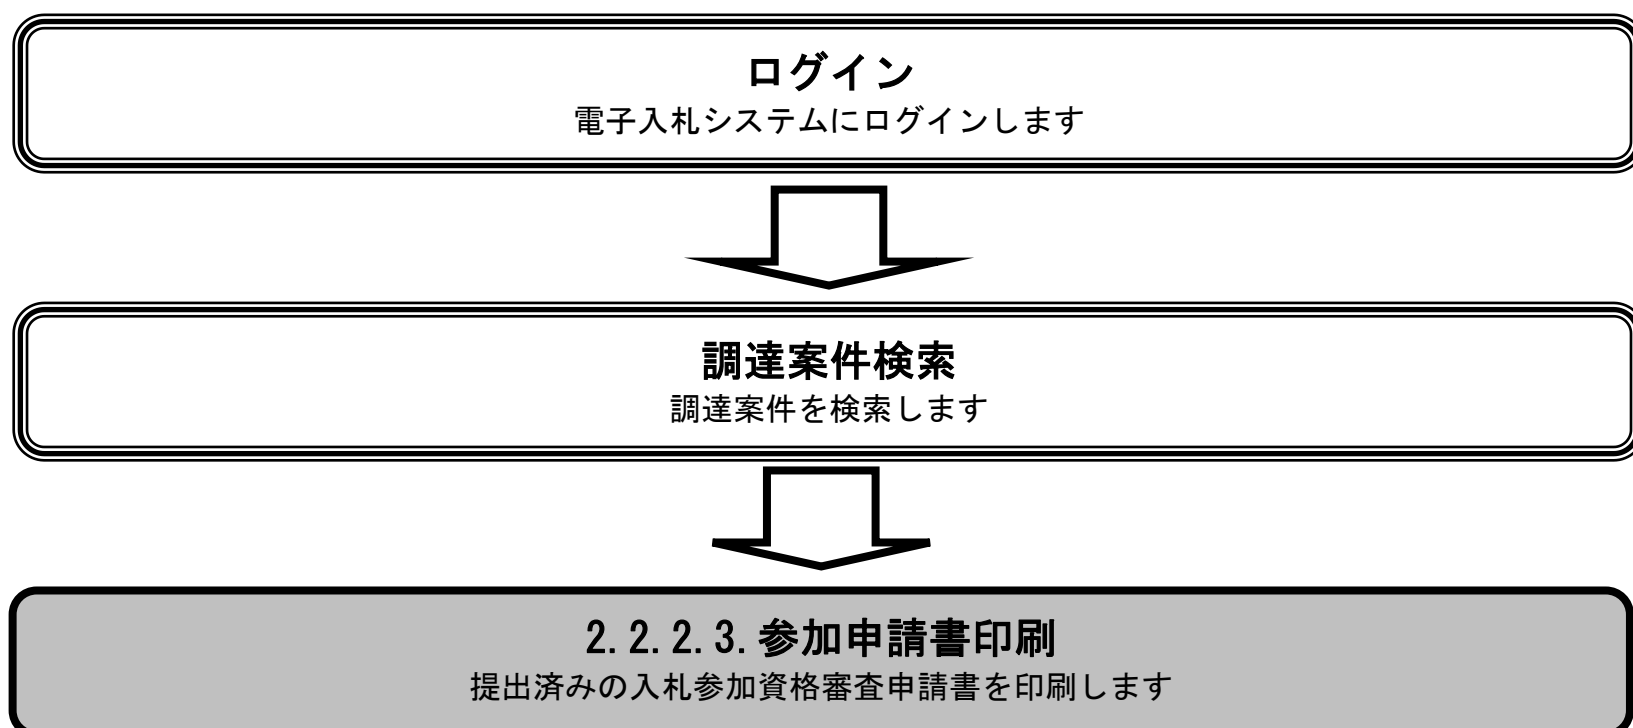 ログイン
電子入札システムにログインします
調達案件検索
調達案件を検索します
2.2.2.3.参加申請書印刷
提出済みの入札参加資格審査申請書を印刷します